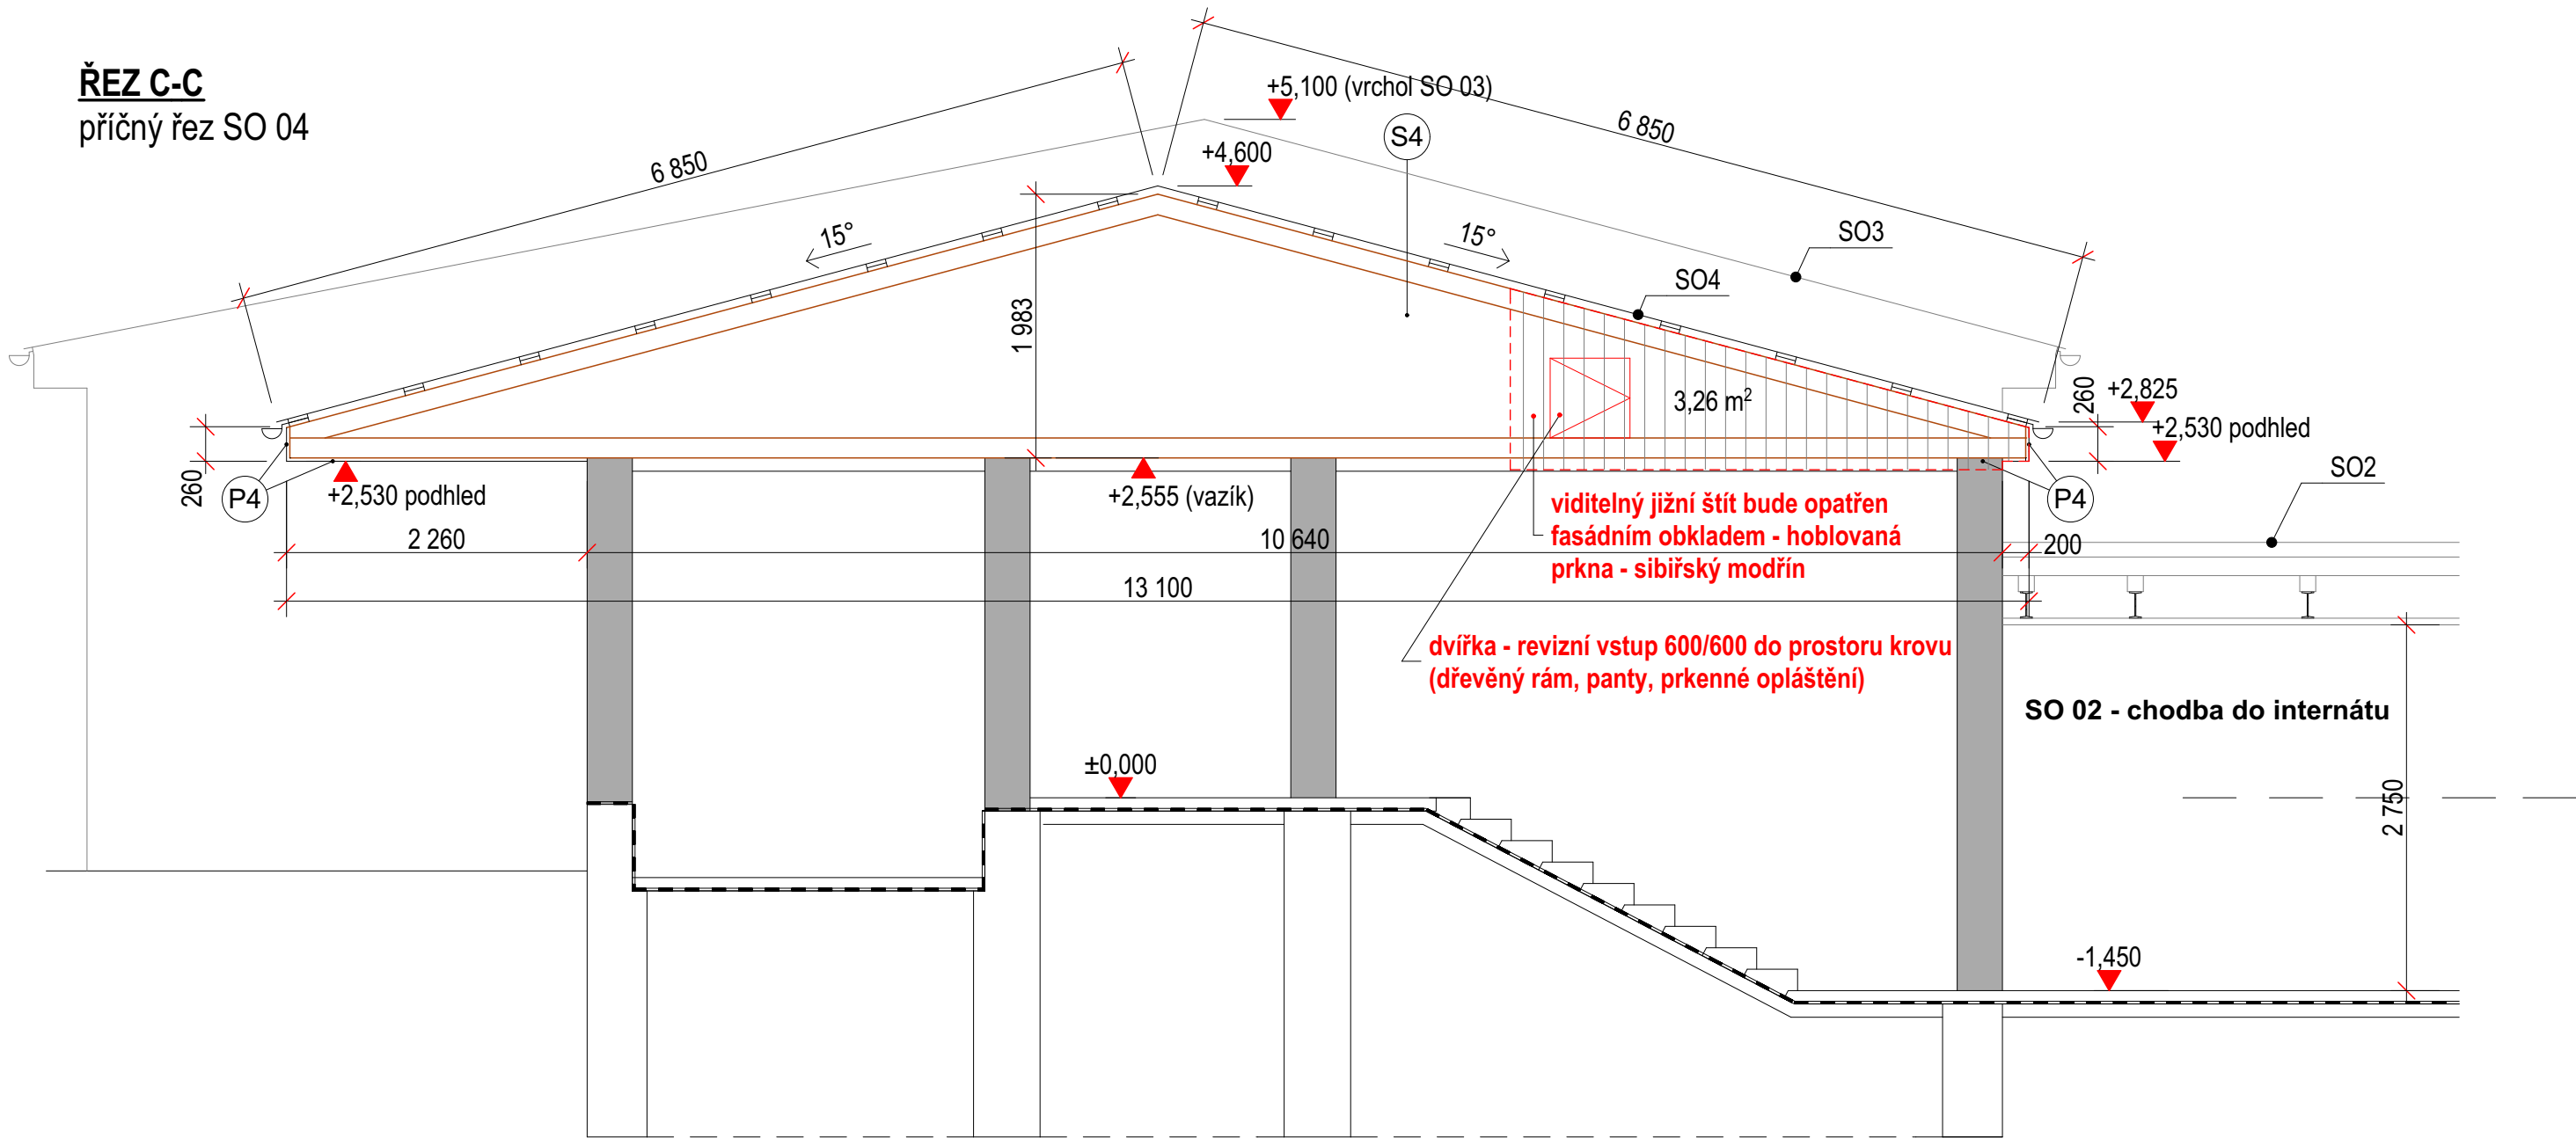 ŘEZ C-C
příčný řez SO 04
+5,100 (vrchol SO 03)
6 850
6 850
S4
+4,600
15°
15°
SO3
SO4
1 983
3,26 m²
260
+2,825
+2,530 podhled
260
P4
+2,530 podhled
+2,555 (vazík)
P4
SO2
viditelný jižní štít bude opatřen
fasádním obkladem - hoblovaná
prkna - sibiřský modřín
2 260
10 640
200
13 100
dvířka - revizní vstup 600/600 do prostoru krovu
(dřevěný rám, panty, prkenné opláštění)
SO 02 - chodba do internátu
±0,000
2 750
-1,450